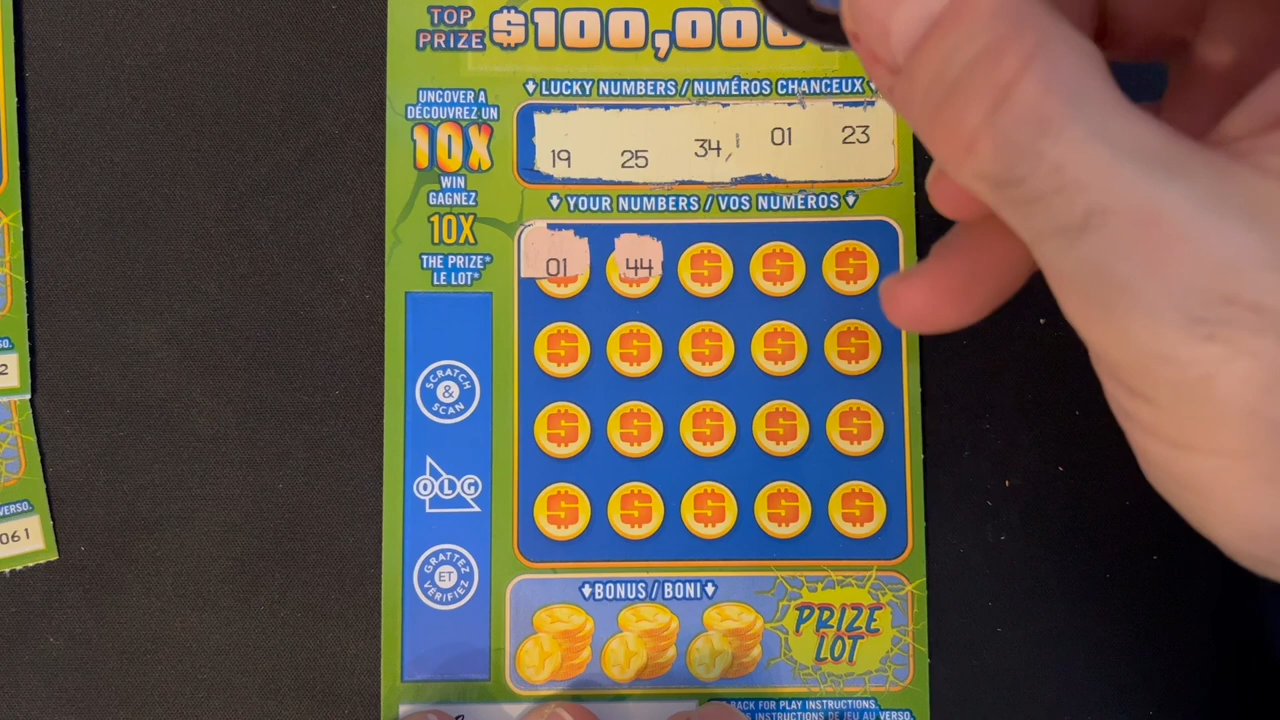 TOP
PRIZE $100,000
LUCKY NUMBERS / NUMÉROS CHANCEUX
UNCOVER A
DÉCOUVREZ UN
10X
WIN
GAGNEZ
10X
THE PRIZE*
LE LOT*
19 25 34 01 23
YOUR NUMBERS / VOS NUMÉROS
01 44
SCRATCH
&
SCAN
OLG
GRATTEZ
ET
VÉRIFIEZ
BONUS / BONI
PRIZE
LOT
BACK FOR PLAY INSTRUCTIONS.
INSTRUCTIONS DE JEU AU VERSO.
2
VERSO.
061